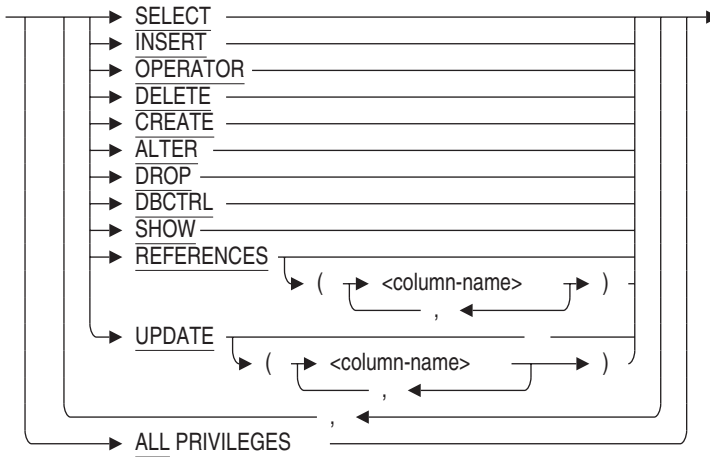 SELECT
INSERT
OPERATOR
DELETE
CREATE
ALTER
DROP
DBCTRL
SHOW
REFERENCES
( <column-name> )
,
UPDATE
( <column-name> )
,
,
ALL PRIVILEGES